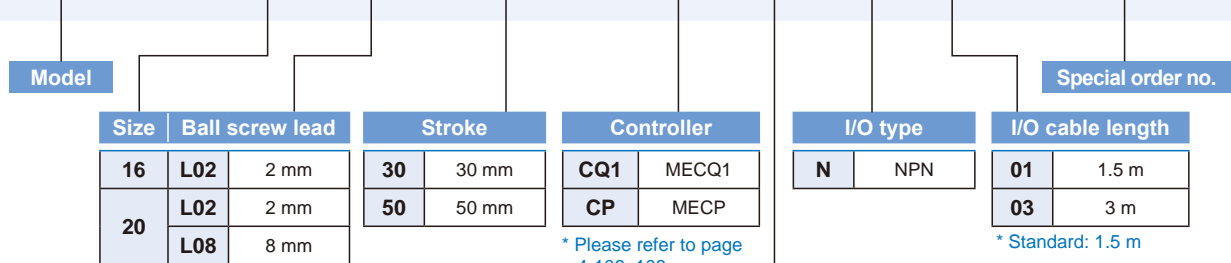 Model
Special order no.
Size Ball screw lead Stroke Controller I/O type I/O cable length
16 L02 2 mm 30 30 mm CQ1 MECQ1 N NPN 01 1.5 m
20 L02 2 mm 50 50 mm CP MECP 03 3 m
L08 8 mm * Please refer to page * Standard: 1.5 m